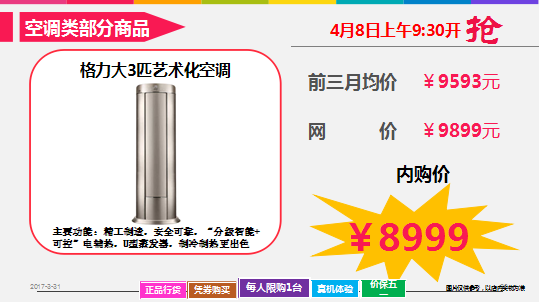 空调类部分商品
4月8日上午9:30开 抢
格力大3匹艺术化空调
前三月均价 ￥9593元
网 价 ￥9899元
内购价
￥8999
主要功能：精工制造，安全可靠，“分级智能+
可控”电辅热，U型蒸发器，制冷制热更出色
2017-3-31
正品行货
凭券购买
每人限购1台
真机体验
价保五
一